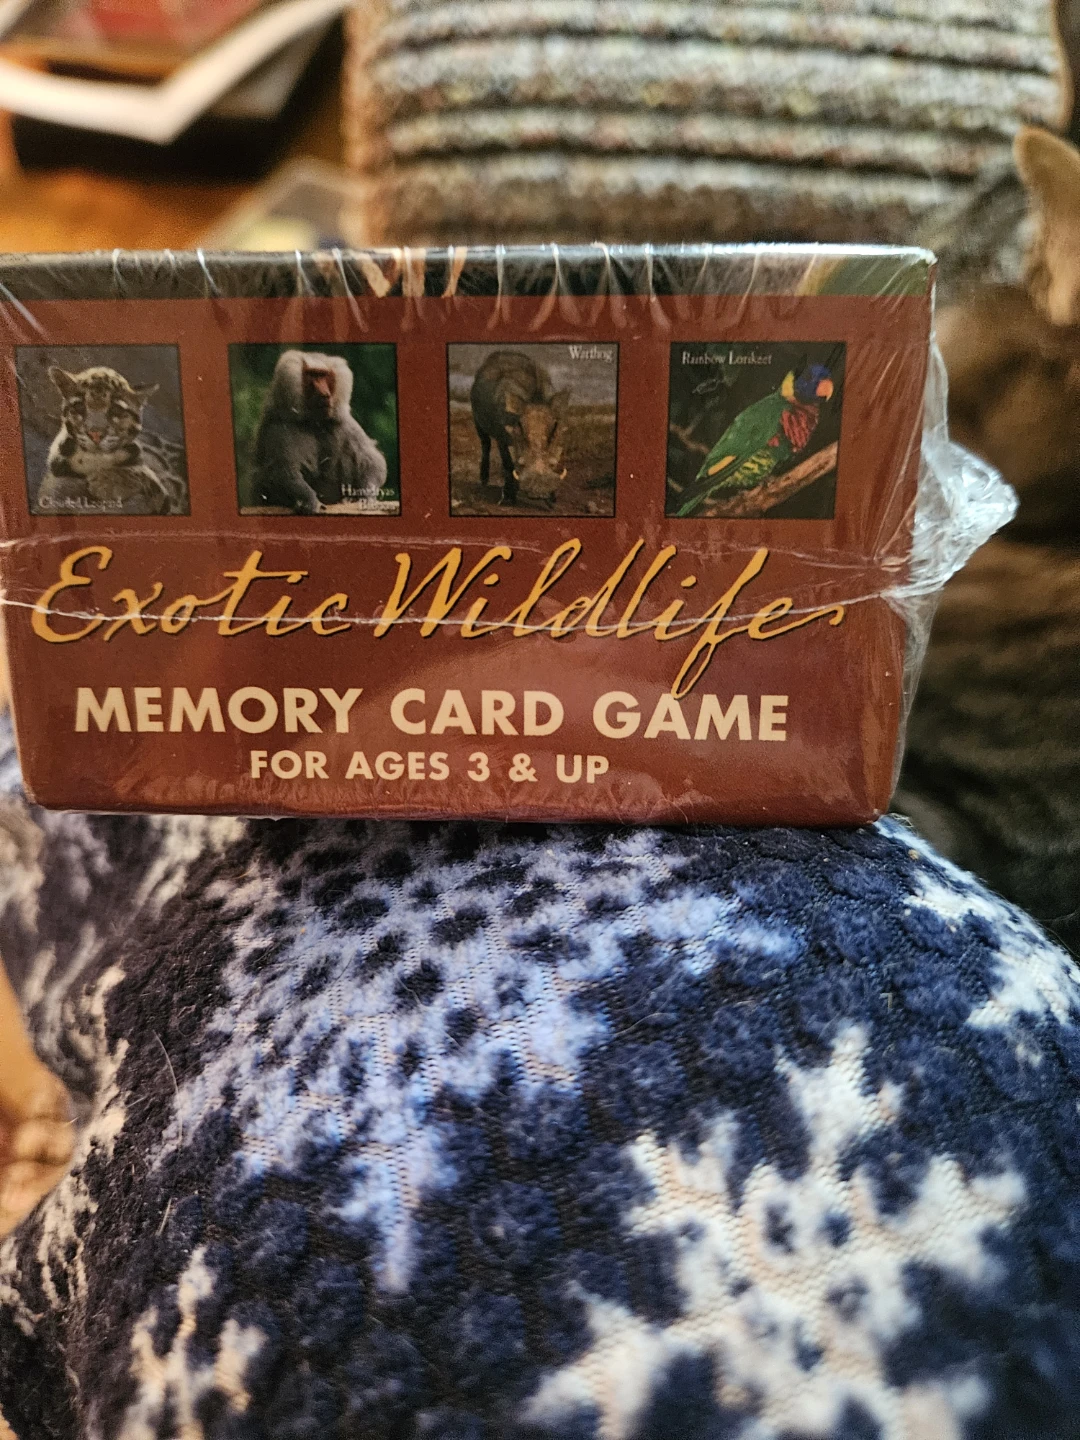 Clouded Leopard
Hamadryas
Baboon
Warthog
Rainbow Lorikeet
Exotic Wildlife
MEMORY CARD GAME
FOR AGES 3 & UP